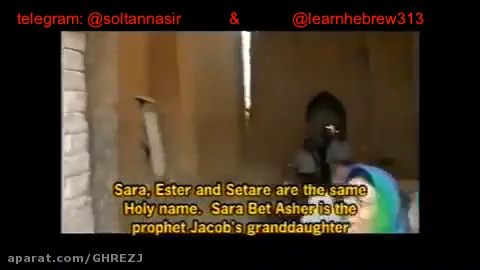 telegram: @soltannasir & @learnhebrew313
Sara, Ester and Setare are the same
Holy name. Sara Bet Asher is the
prophet Jacob's granddaughter
aparat.com/GHREZJ